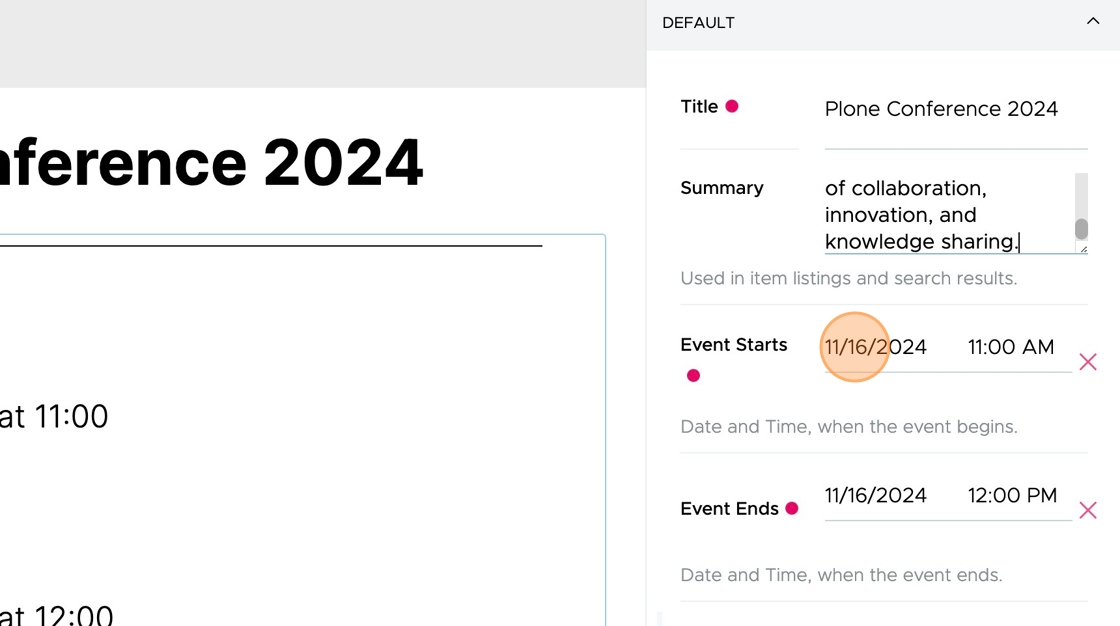 DEFAULT
Title
Plone Conference 2024
nference 2024
Summary
of collaboration,
innovation, and
knowledge sharing.
Used in item listings and search results.
Event Starts
11/16/2024 11:00 AM
at 11:00
Date and Time, when the event begins.
Event Ends
11/16/2024 12:00 PM
Date and Time, when the event ends.
at 12:00